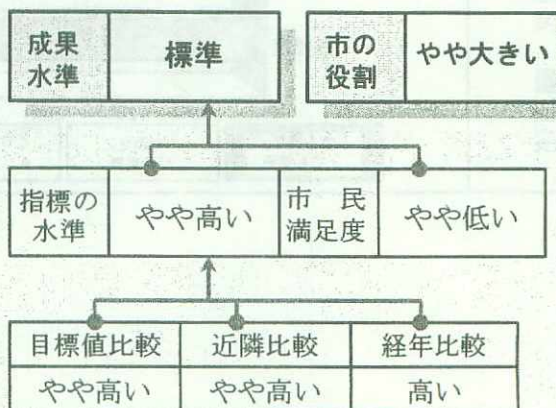 成果
水準
標準
市の
役割
やや大きい
指標の
水準
やや高い
市 民
満足度
やや低い
目標値比較 近隣比較 経年比較
やや高い やや高い 高い